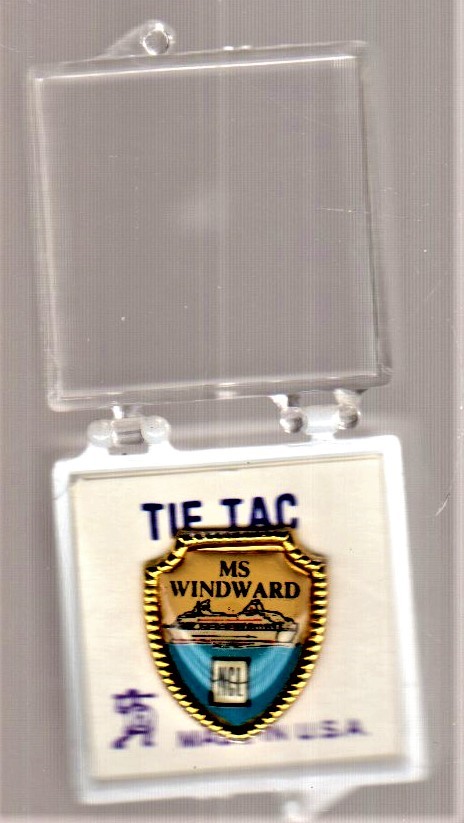 TIE TAC
MS
WINDWARD
NCL
MADE IN U.S.A.